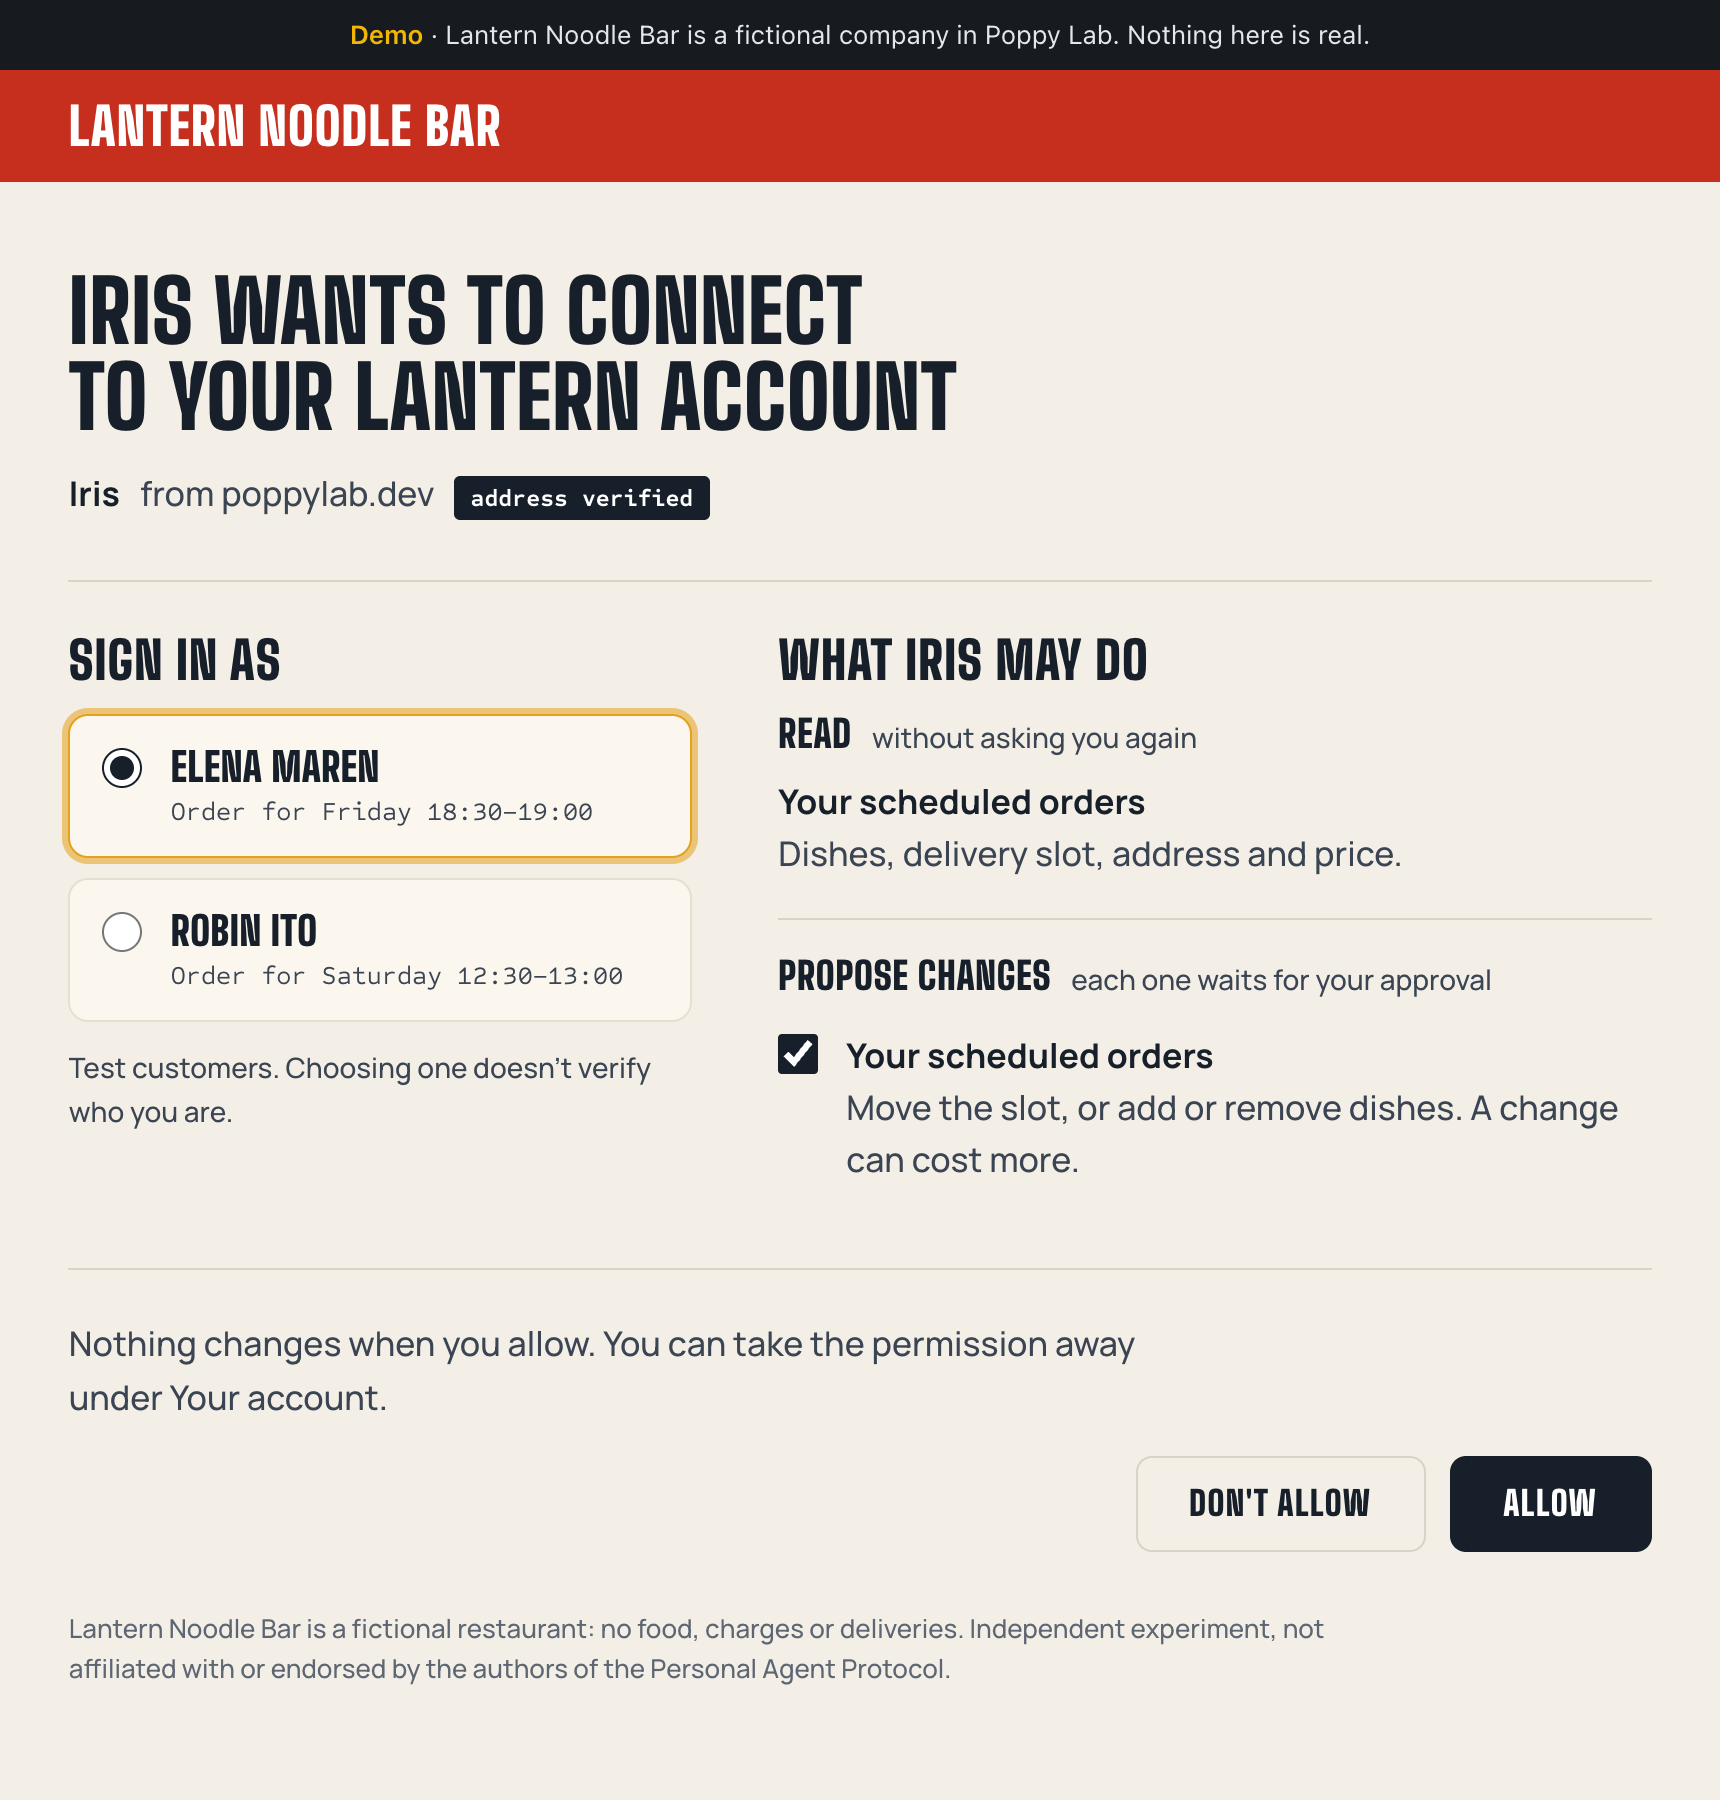 Demo · Lantern Noodle Bar is a fictional company in Poppy Lab. Nothing here is real.
LANTERN NOODLE BAR
IRIS WANTS TO CONNECT
TO YOUR LANTERN ACCOUNT
Iris from poppylab.dev address verified
SIGN IN AS
ELENA MAREN
Order for Friday 18:30–19:00
ROBIN ITO
Order for Saturday 12:30–13:00
Test customers. Choosing one doesn’t verify
who you are.
WHAT IRIS MAY DO
READ without asking you again
Your scheduled orders
Dishes, delivery slot, address and price.
PROPOSE CHANGES each one waits for your approval
Your scheduled orders
Move the slot, or add or remove dishes. A change
can cost more.
Nothing changes when you allow. You can take the permission away
under Your account.
DON'T ALLOW
ALLOW
Lantern Noodle Bar is a fictional restaurant: no food, charges or deliveries. Independent experiment, not
affiliated with or endorsed by the authors of the Personal Agent Protocol.